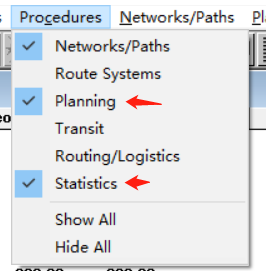 Procedures Networks/Paths
Networks/Paths
Route Systems
Planning
Transit
Routing/Logistics
Statistics
Show All
Hide All